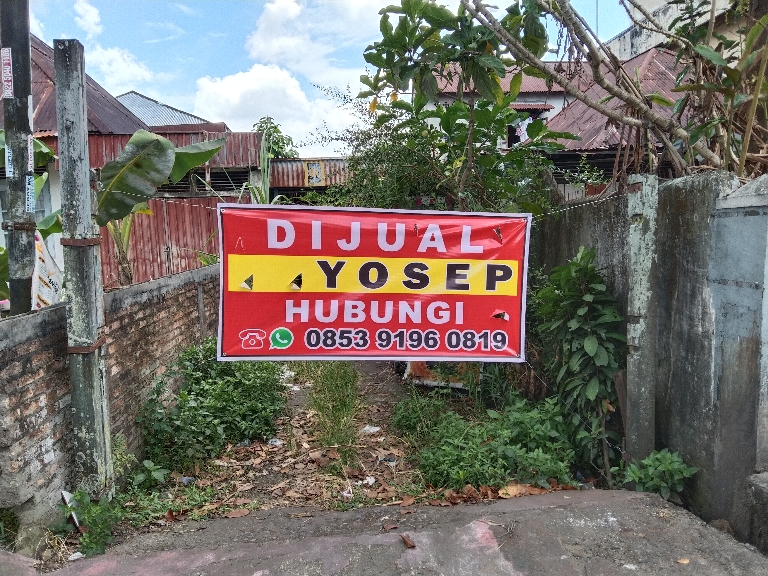 DIJUAL
YOSEP
HUBUNGI
0853 9196 0819